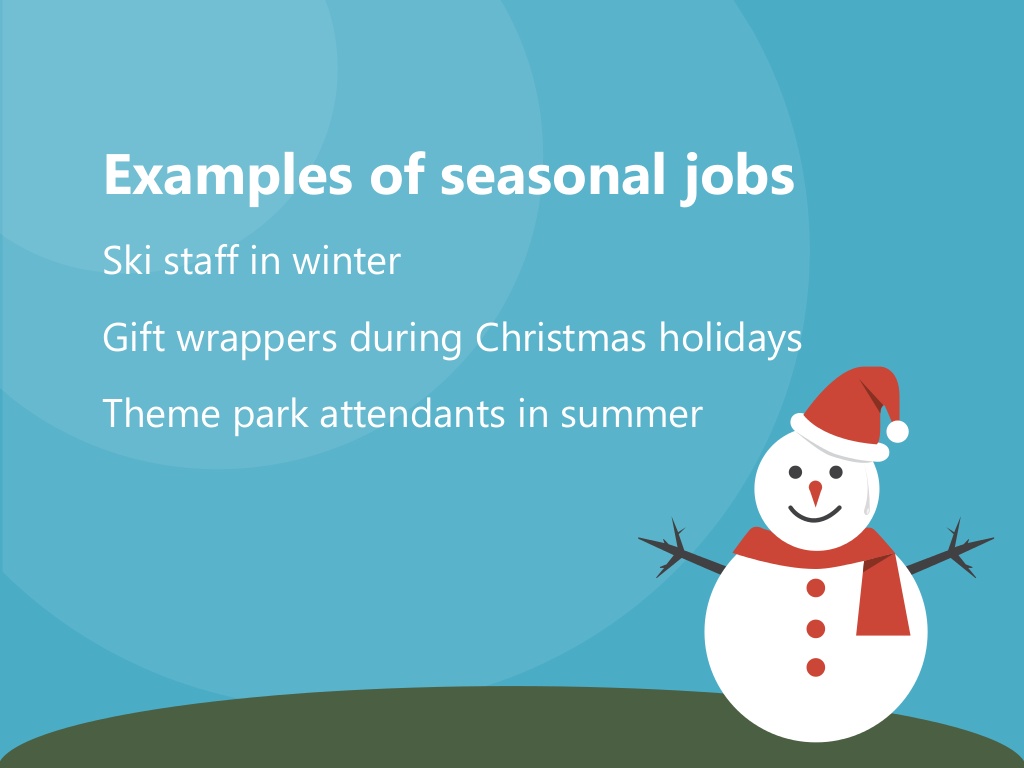 Examples of seasonal jobs
Ski staff in winter
Gift wrappers during Christmas holidays
Theme park attendants in summer